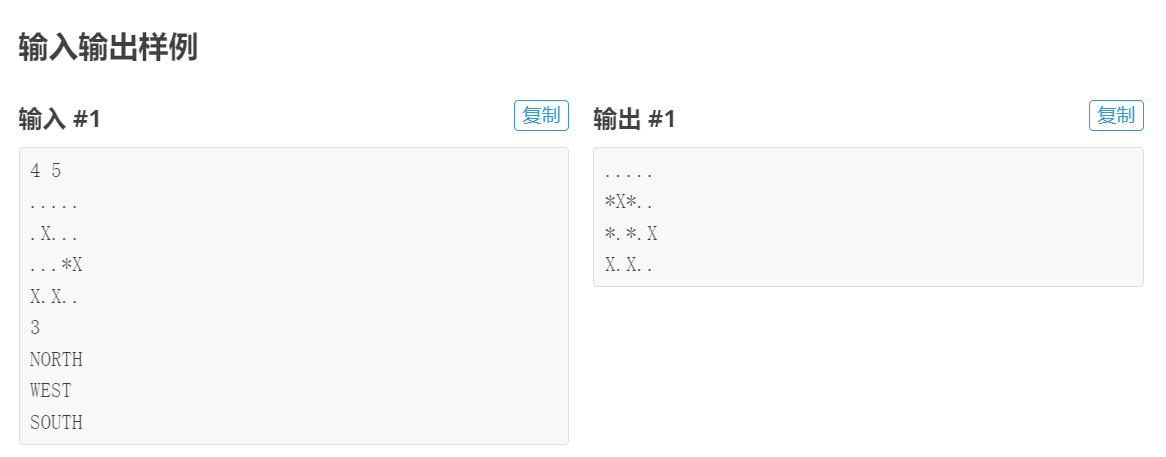 输入输出样例
输入 #1
复制
4 5
.....
.X...
...*X
X.X..
3
NORTH
WEST
SOUTH
输出 #1
复制
.....
*X*..
*.*.X
X.X..